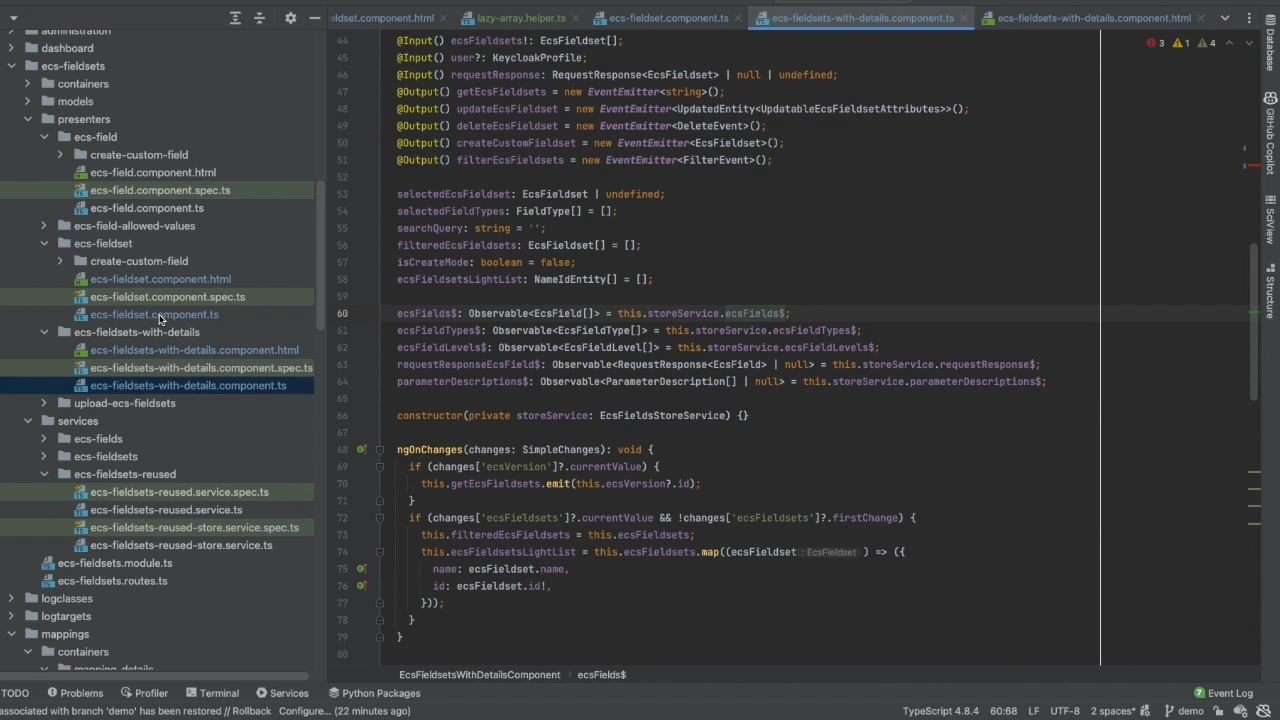 eldset.component.html
lazy-array.helper.ts
ecs-fieldset.component.ts
ecs-fieldsets-with-details.component.ts
ecs-fieldsets-with-details.component.html
administration
dashboard
ecs-fieldsets
containers
models
presenters
ecs-field
create-custom-field
ecs-field.component.html
ecs-field.component.spec.ts
ecs-field.component.ts
ecs-field-allowed-values
ecs-fieldset
create-custom-field
ecs-fieldset.component.html
ecs-fieldset.component.spec.ts
ecs-fieldset.component.ts
ecs-fieldsets-with-details
ecs-fieldsets-with-details.component.html
ecs-fieldsets-with-details.component.spec.ts
ecs-fieldsets-with-details.component.ts
upload-ecs-fieldsets
services
ecs-fields
ecs-fieldsets
ecs-fieldsets-reused
ecs-fieldsets-reused.service.spec.ts
ecs-fieldsets-reused.service.ts
ecs-fieldsets-reused-store.service.spec.ts
ecs-fieldsets-reused-store.service.ts
ecs-fieldsets.module.ts
ecs-fieldsets.routes.ts
logclasses
logtargets
mappings
containers
mapping_details
3 1 4
44 @Input() ecsFieldsets!: EcsFieldset[];
45 @Input() user?: KeycloakProfile;
46 @Input() requestResponse: RequestResponse<EcsFieldset> | null | undefined;
47 @Output() getEcsFieldsets = new EventEmitter<string>();
48 @Output() updateEcsFieldset = new EventEmitter<UpdatedEntity<UpdatableEcsFieldsetAttributes>>();
49 @Output() deleteEcsFieldset = new EventEmitter<DeleteEvent>();
50 @Output() createCustomFieldset = new EventEmitter<EcsFieldset>();
51 @Output() filterEcsFieldsets = new EventEmitter<FilterEvent>();
52
53 selectedEcsFieldset: EcsFieldset | undefined;
54 selectedFieldTypes: FieldType[] = [];
55 searchQuery: string = '';
56 filteredEcsFieldsets: EcsFieldset[] = [];
57 isCreateMode: boolean = false;
58 ecsFieldsetsLightList: NameIdEntity[] = [];
59
60 ecsFields$: Observable<EcsField[]> = this.storeService.ecsFields$;
61 ecsFieldTypes$: Observable<EcsFieldType[]> = this.storeService.ecsFieldTypes$;
62 ecsFieldLevels$: Observable<EcsFieldLevel[]> = this.storeService.ecsFieldLevels$;
63 requestResponseEcsField$: Observable<RequestResponse<EcsField> | null> = this.storeService.requestResponse$;
64 parameterDescriptions$: Observable<ParameterDescription[] | null> = this.storeService.parameterDescriptions$;
65
66 constructor(private storeService: EcsFieldsStoreService) {}
67
68 ngOnChanges(changes: SimpleChanges): void {
69 if (changes['ecsVersion']?.currentValue) {
70 this.getEcsFieldsets.emit(this.ecsVersion?.id);
71 }
72 if (changes['ecsFieldsets']?.currentValue && !changes['ecsFieldsets']?.firstChange) {
73 this.filteredEcsFieldsets = this.ecsFieldsets;
74 this.ecsFieldsetsLightList = this.ecsFieldsets.map((ecsFieldset : EcsFieldset ) => ({
75 name: ecsFieldset.name,
76 id: ecsFieldset.id!,
77 }));
78 }
79 }
80
EcsFieldsetsWithDetailsComponent ecsFields$
Database
GitHub Copilot
SciView
Structure
TODO Problems Profiler Terminal Services Python Packages 7 Event Log
associated with branch 'demo' has been restored // Rollback Configure... (22 minutes ago) TypeScript 4.8.4 60:68 LF UTF-8 2 spaces* demo